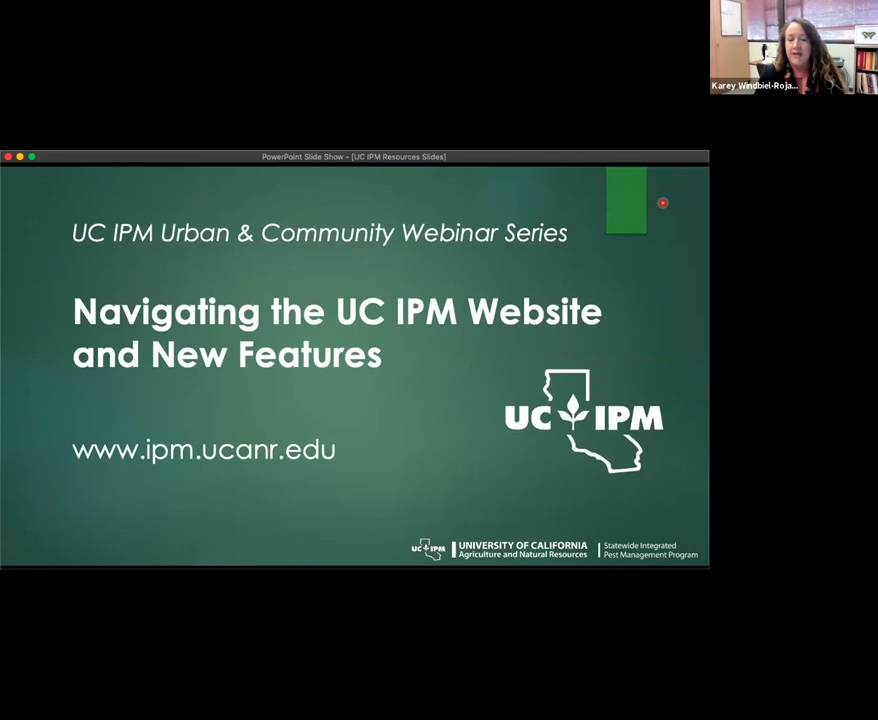 Karey Windbiel-Roja...
PowerPoint Slide Show - [UC IPM Resources Slides]
UC IPM Urban & Community Webinar Series
Navigating the UC IPM Website
and New Features
UC IPM
www.ipm.ucanr.edu
UC IPM
UNIVERSITY OF CALIFORNIA
Agriculture and Natural Resources
Statewide Integrated
Pest Management Program